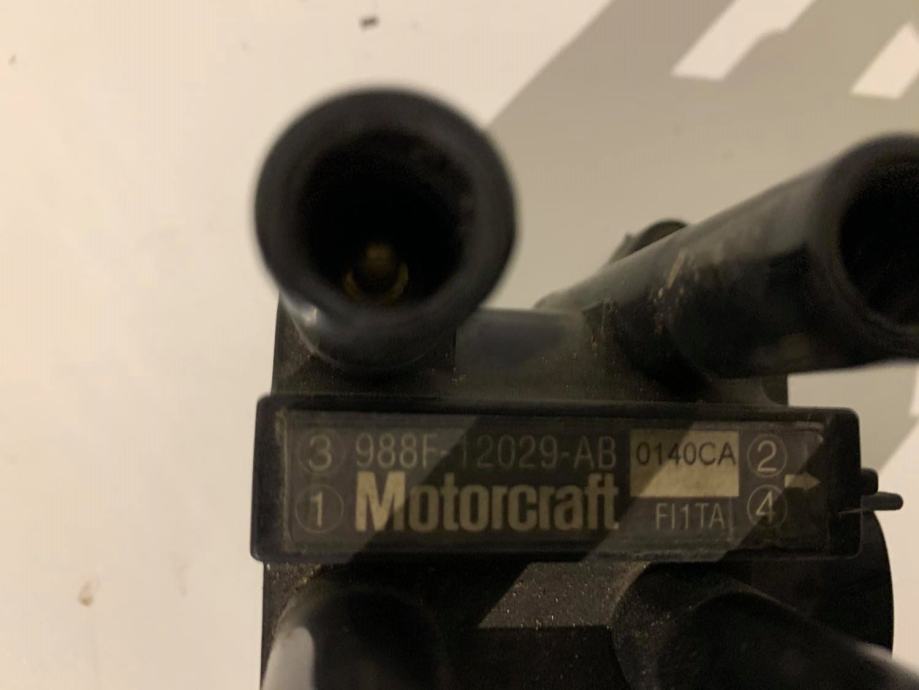 ③ 988F-12029-AB 0140CA ②
① Motorcraft FI1TA ④